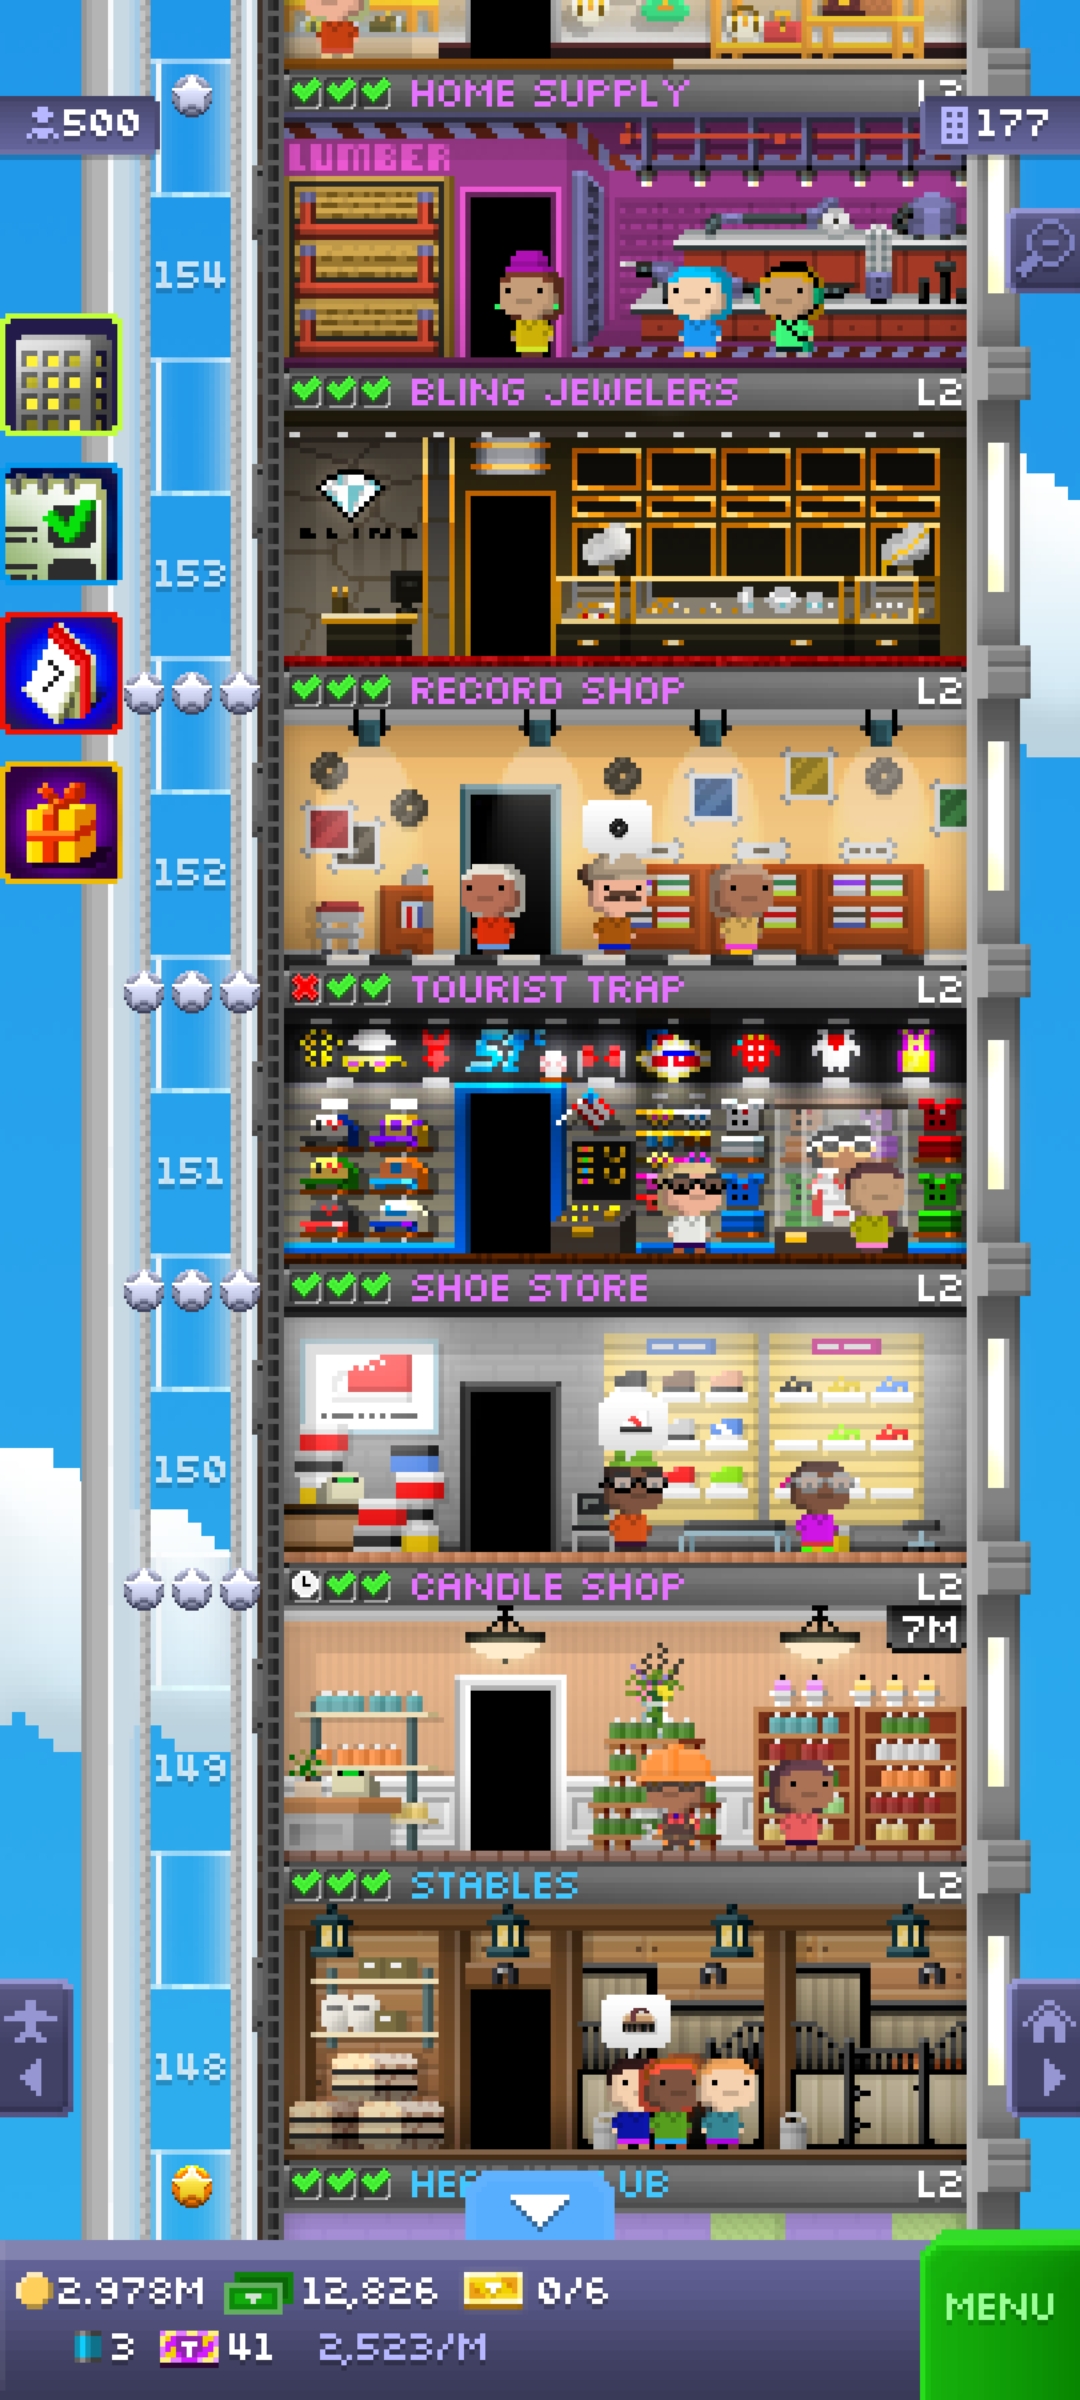 HOME SUPPLY L3
500
177
LUMBER
154
BLING JEWELERS L2
BLING
153
RECORD SHOP L2
152
TOURIST TRAP L2
151
SHOE STORE L2
150
CANDLE SHOP L2
7M
149
STABLES L2
148
L2
2.978M 12,826 0/6
MENU
3 41 2,523/M